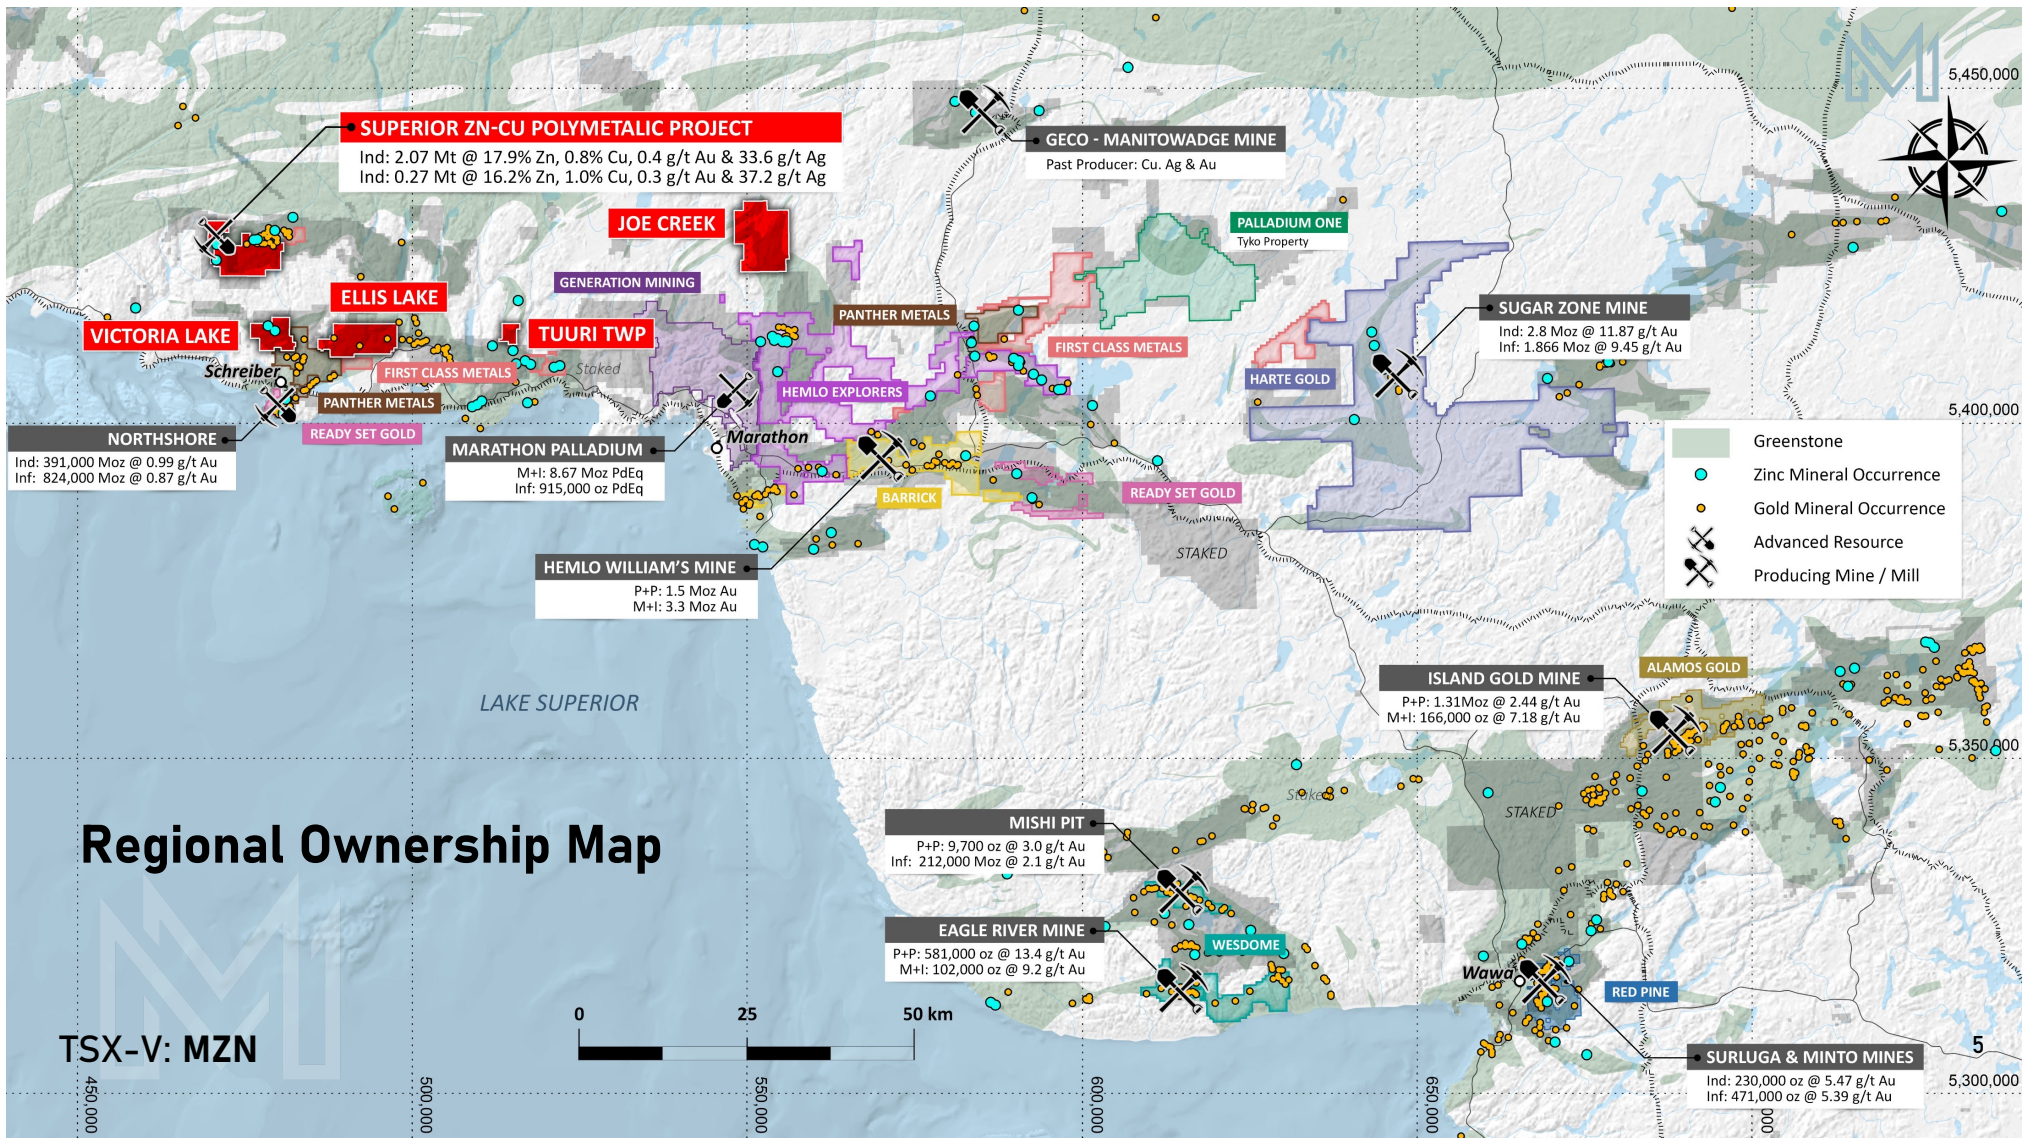 5,450,000
SUPERIOR ZN-CU POLYMETALIC PROJECT
Ind: 2.07 Mt @ 17.9% Zn, 0.8% Cu, 0.4 g/t Au & 33.6 g/t Ag
Ind: 0.27 Mt @ 16.2% Zn, 1.0% Cu, 0.3 g/t Au & 37.2 g/t Ag
GECO - MANITOWADGE MINE
Past Producer: Cu. Ag & Au
JOE CREEK
PALLADIUM ONE
Tyko Property
GENERATION MINING
ELLIS LAKE
VICTORIA LAKE
TUURI TWP
PANTHER METALS
SUGAR ZONE MINE
Ind: 2.8 Moz @ 11.87 g/t Au
Inf: 1.866 Moz @ 9.45 g/t Au
FIRST CLASS METALS
Schreiber
FIRST CLASS METALS
Staked
HEMLO EXPLORERS
HARTE GOLD
PANTHER METALS
5,400,000
READY SET GOLD
NORTHSHORE
Ind: 391,000 Moz @ 0.99 g/t Au
Inf: 824,000 Moz @ 0.87 g/t Au
MARATHON PALLADIUM
M+I: 8.67 Moz PdEq
Inf: 915,000 oz PdEq
Marathon
BARRICK
READY SET GOLD
Greenstone
Zinc Mineral Occurrence
Gold Mineral Occurrence
Advanced Resource
Producing Mine / Mill
STAKED
HEMLO WILLIAM'S MINE
P+P: 1.5 Moz Au
M+I: 3.3 Moz Au
LAKE SUPERIOR
ALAMOS GOLD
ISLAND GOLD MINE
P+P: 1.31Moz @ 2.44 g/t Au
M+I: 166,000 oz @ 7.18 g/t Au
5,350,000
Staked
STAKED
Regional Ownership Map
MISHI PIT
P+P: 9,700 oz @ 3.0 g/t Au
Inf: 212,000 Moz @ 2.1 g/t Au
EAGLE RIVER MINE
P+P: 581,000 oz @ 13.4 g/t Au
M+I: 102,000 oz @ 9.2 g/t Au
WESDOME
Wawa
RED PINE
0 25 50 km
TSX-V: MZN
5
SURLUGA & MINTO MINES
Ind: 230,000 oz @ 5.47 g/t Au
Inf: 471,000 oz @ 5.39 g/t Au
5,300,000
450,000
500,000
550,000
600,000
650,000